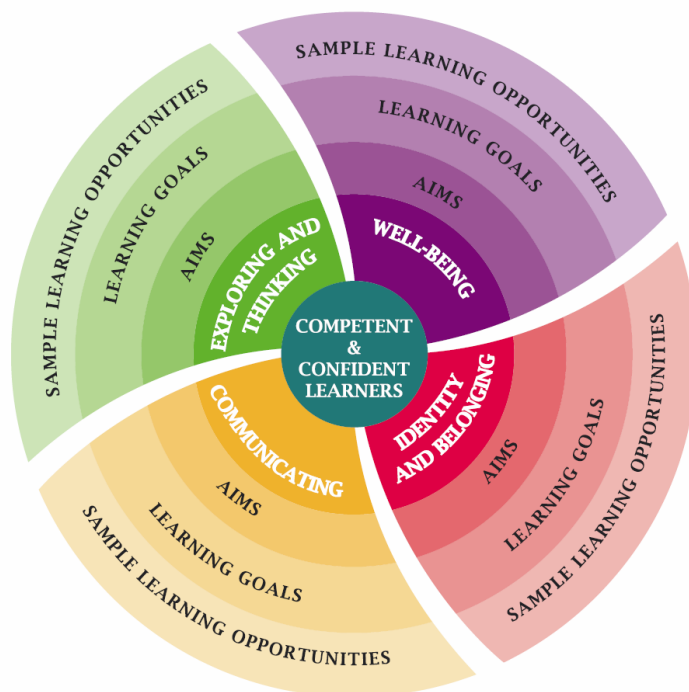 SAMPLE LEARNING OPPORTUNITIES
LEARNING GOALS
AIMS
EXPLORING AND
THINKING
SAMPLE LEARNING OPPORTUNITIES
LEARNING GOALS
AIMS
WELL-BEING
COMPETENT
&
CONFIDENT
LEARNERS
IDENTITY
AND BELONGING
AIMS
LEARNING GOALS
SAMPLE LEARNING OPPORTUNITIES
COMMUNICATING
AIMS
LEARNING GOALS
SAMPLE LEARNING OPPORTUNITIES